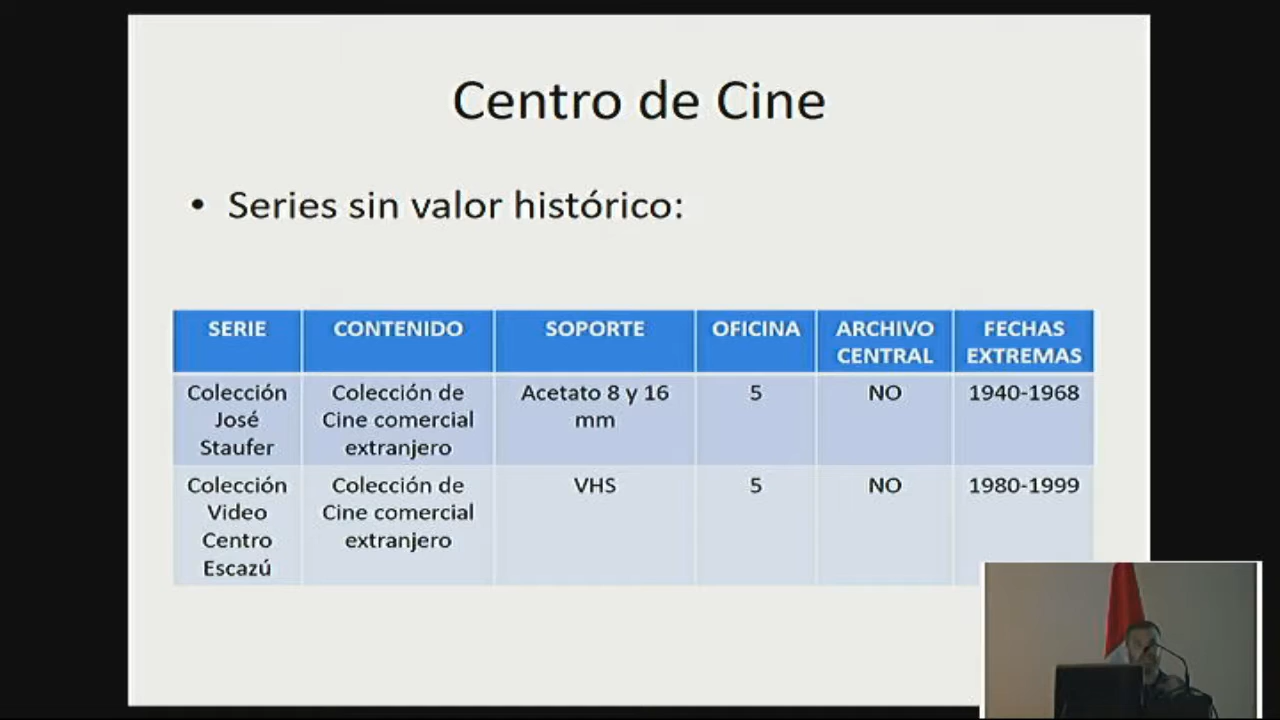 Centro de Cine
• Series sin valor histórico:
SERIE CONTENIDO SOPORTE OFICINA ARCHIVO CENTRAL FECHAS EXTREMAS
Colección José Staufer Colección de Cine comercial extranjero Acetato 8 y 16 mm 5 NO 1940-1968
Colección Video Centro Escazú Colección de Cine comercial extranjero VHS 5 NO 1980-1999